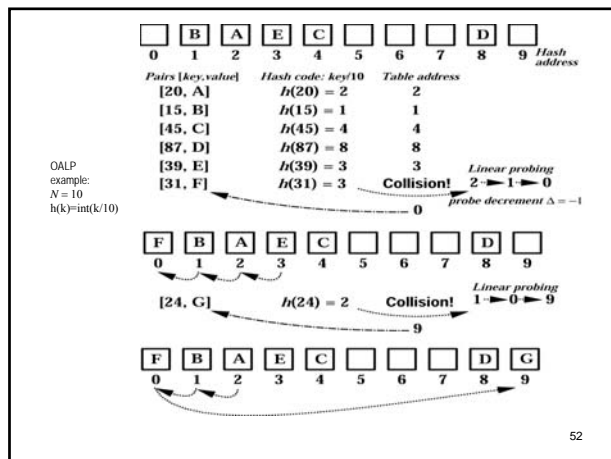 B A E C D
0 1 2 3 4 5 6 7 8 9 Hash address
Pairs [key,value] Hash code: key/10 Table address
[20, A] h(20) = 2 2
[15, B] h(15) = 1 1
[45, C] h(45) = 4 4
[87, D] h(87) = 8 8
[39, E] h(39) = 3 3
[31, F] h(31) = 3 Collision! Linear probing 2 1 0
0 probe decrement Δ = –1
OALP
example:
N = 10
h(k)=int(k/10)
F B A E C D
0 1 2 3 4 5 6 7 8 9
[24, G] h(24) = 2 Collision! Linear probing 1 0 9
9
F B A E C D G
0 1 2 3 4 5 6 7 8 9
52